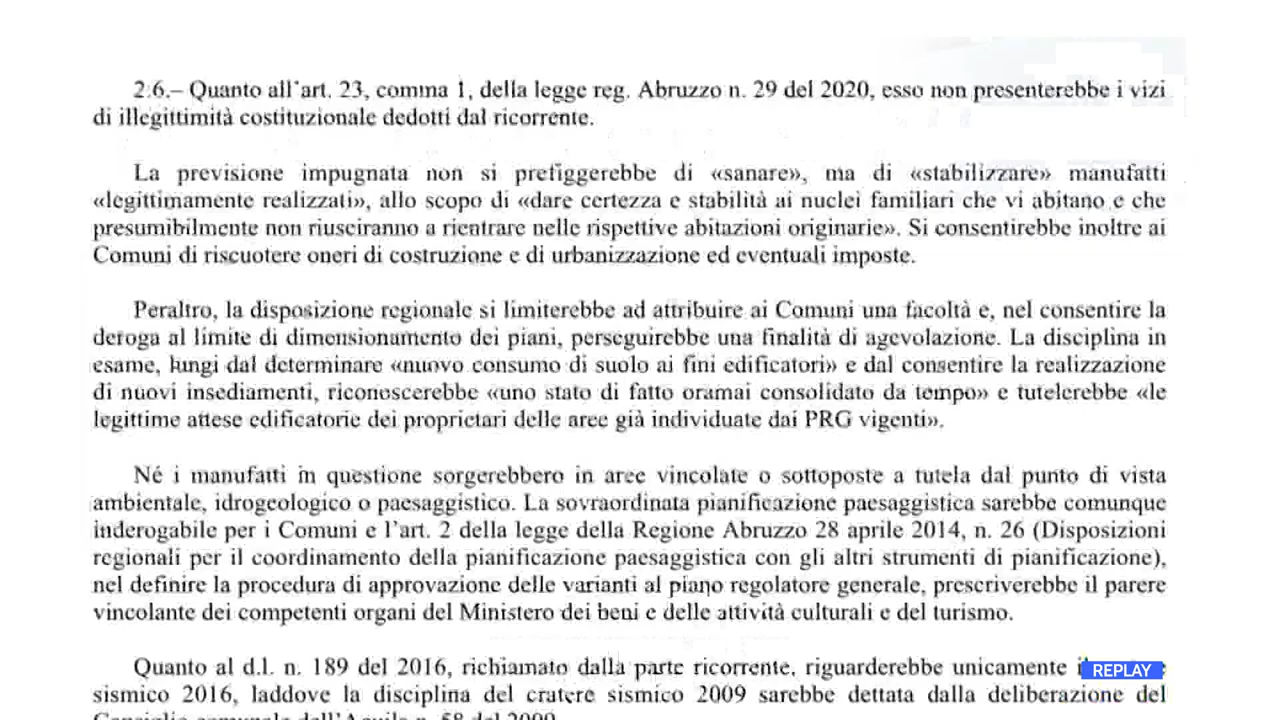 2.6.– Quanto all'art. 23, comma 1, della legge reg. Abruzzo n. 29 del 2020, esso non presenterebbe i vizi
di illegittimità costituzionale dedotti dal ricorrente.
La previsione impugnata non si prefiggerebbe di «sanare», ma di «stabilizzare» manufatti
«legittimamente realizzati», allo scopo di «dare certezza e stabilità ai nuclei familiari che vi abitano e che
presumibilmente non riusciranno a rientrare nelle rispettive abitazioni originarie». Si consentirebbe inoltre ai
Comuni di riscuotere oneri di costruzione e di urbanizzazione ed eventuali imposte.
Peraltro, la disposizione regionale si limiterebbe ad attribuire ai Comuni una facoltà e, nel consentire la
deroga al limite di dimensionamento dei piani, perseguirebbe una finalità di agevolazione. La disciplina in
esame, lungi dal determinare «nuovo consumo di suolo ai fini edificatori» e dal consentire la realizzazione
di nuovi insediamenti, riconoscerebbe «uno stato di fatto oramai consolidato da tempo» e tutelerebbe «le
legittime attese edificatorie dei proprietari delle aree già individuate dai PRG vigenti».
Né i manufatti in questione sorgerebbero in aree vincolate o sottoposte a tutela dal punto di vista
ambientale, idrogeologico o paesaggistico. La sovraordinata pianificazione paesaggistica sarebbe comunque
inderogabile per i Comuni e l'art. 2 della legge della Regione Abruzzo 28 aprile 2014, n. 26 (Disposizioni
regionali per il coordinamento della pianificazione paesaggistica con gli altri strumenti di pianificazione),
nel definire la procedura di approvazione delle varianti al piano regolatore generale, prescriverebbe il parere
vincolante dei competenti organi del Ministero dei beni e delle attività culturali e del turismo.
Quanto al d.l. n. 189 del 2016, richiamato dalla parte ricorrente, riguarderebbe unicamente REPLAY
sismico 2016, laddove la disciplina del cratere sismico 2009 sarebbe dettata dalla deliberazione del